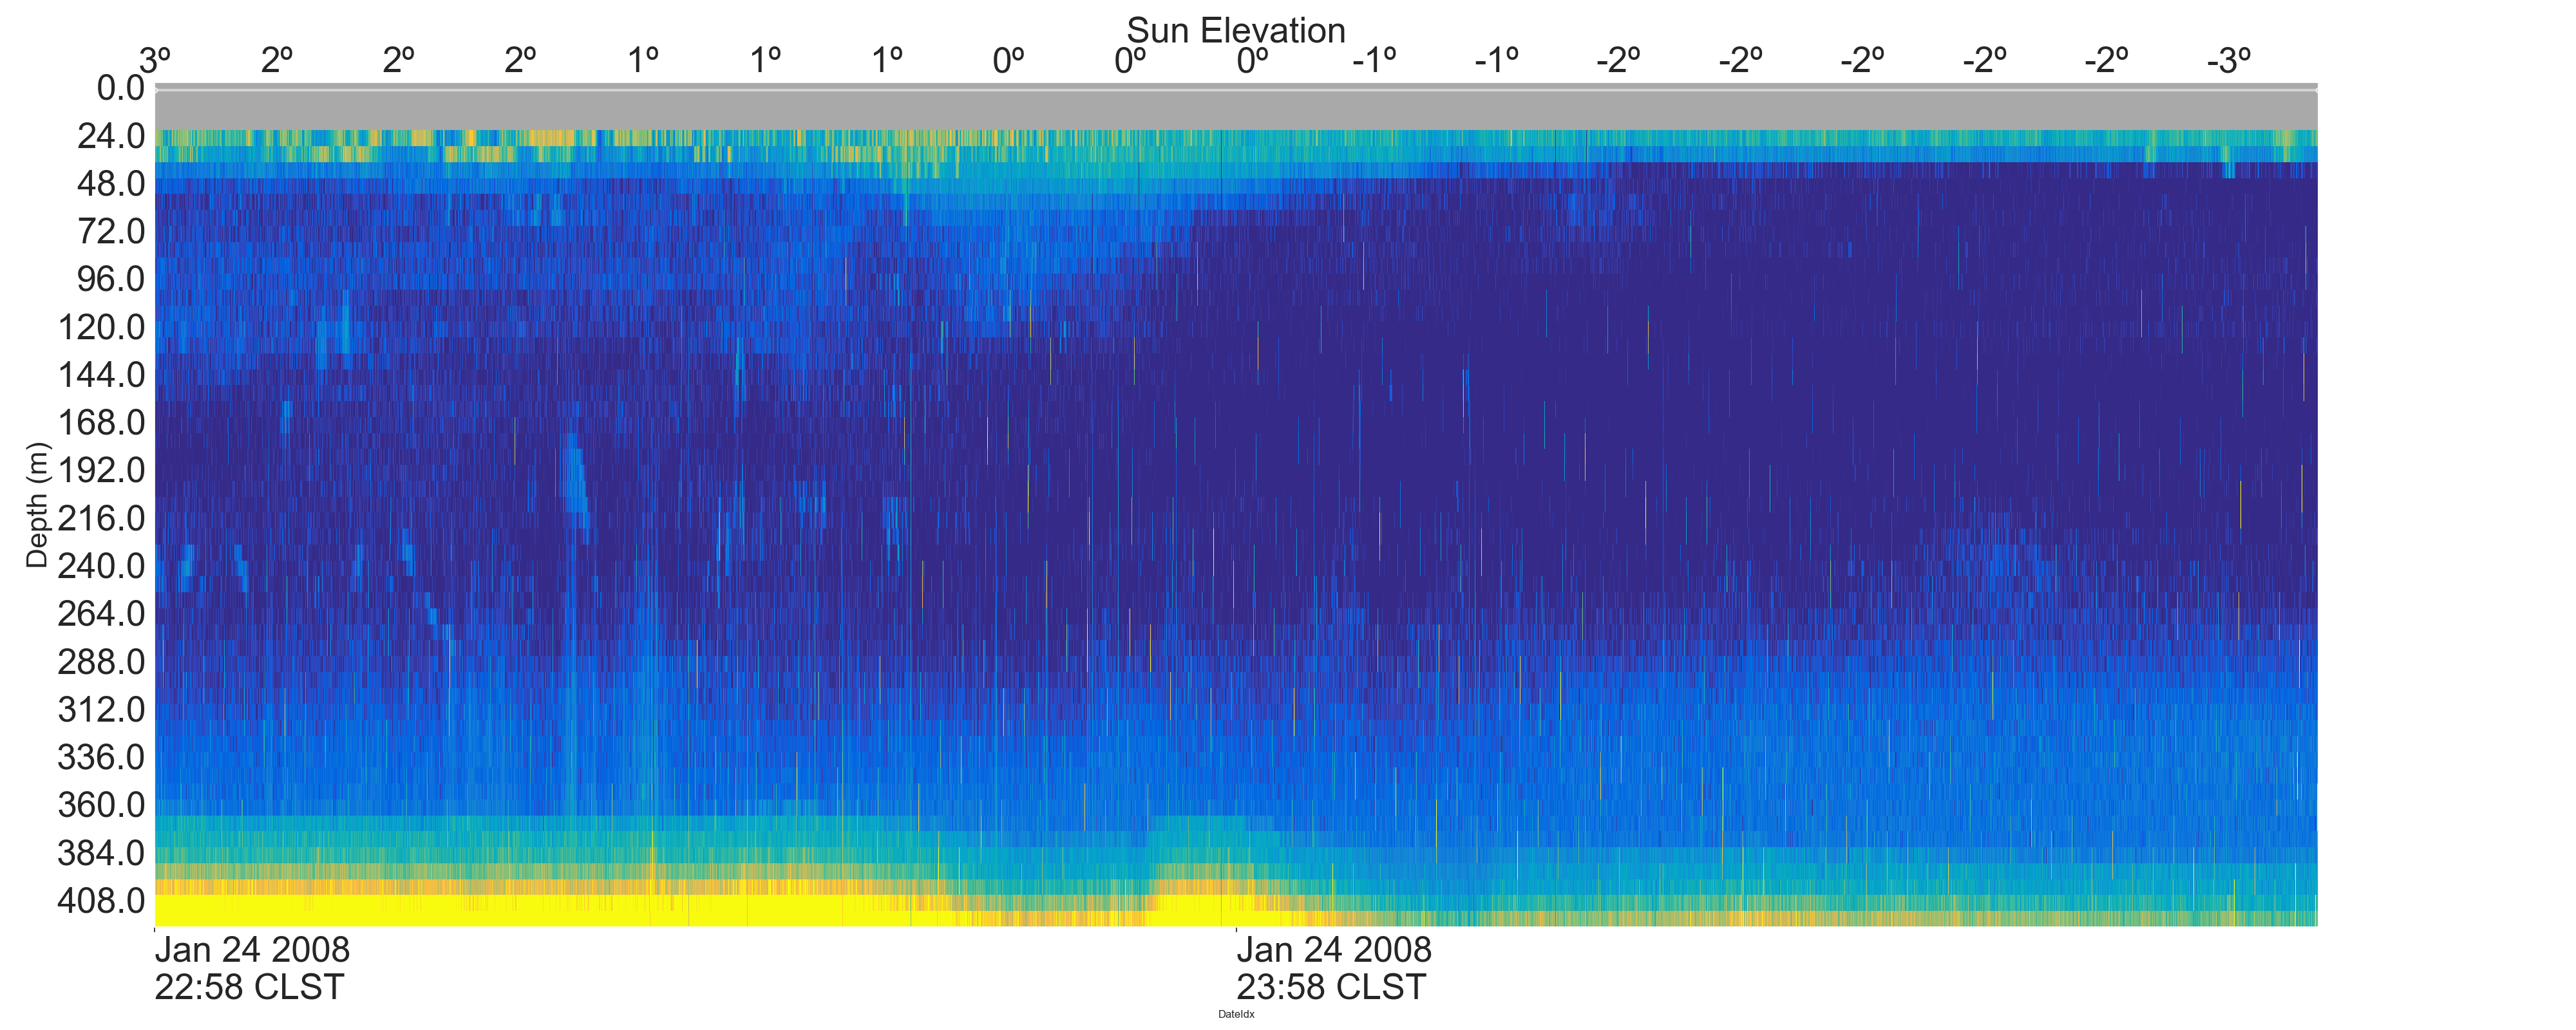 Sun Elevation
3º 2º 2º 2º 1º 1º 1º 0º 0º 0º -1º -1º -2º -2º -2º -2º -2º -3º
0.0
24.0
48.0
72.0
96.0
120.0
144.0
168.0
192.0
216.0
240.0
264.0
288.0
312.0
336.0
360.0
384.0
408.0
Depth (m)
Jan 24 2008
22:58 CLST
Jan 24 2008
23:58 CLST
DateIdx